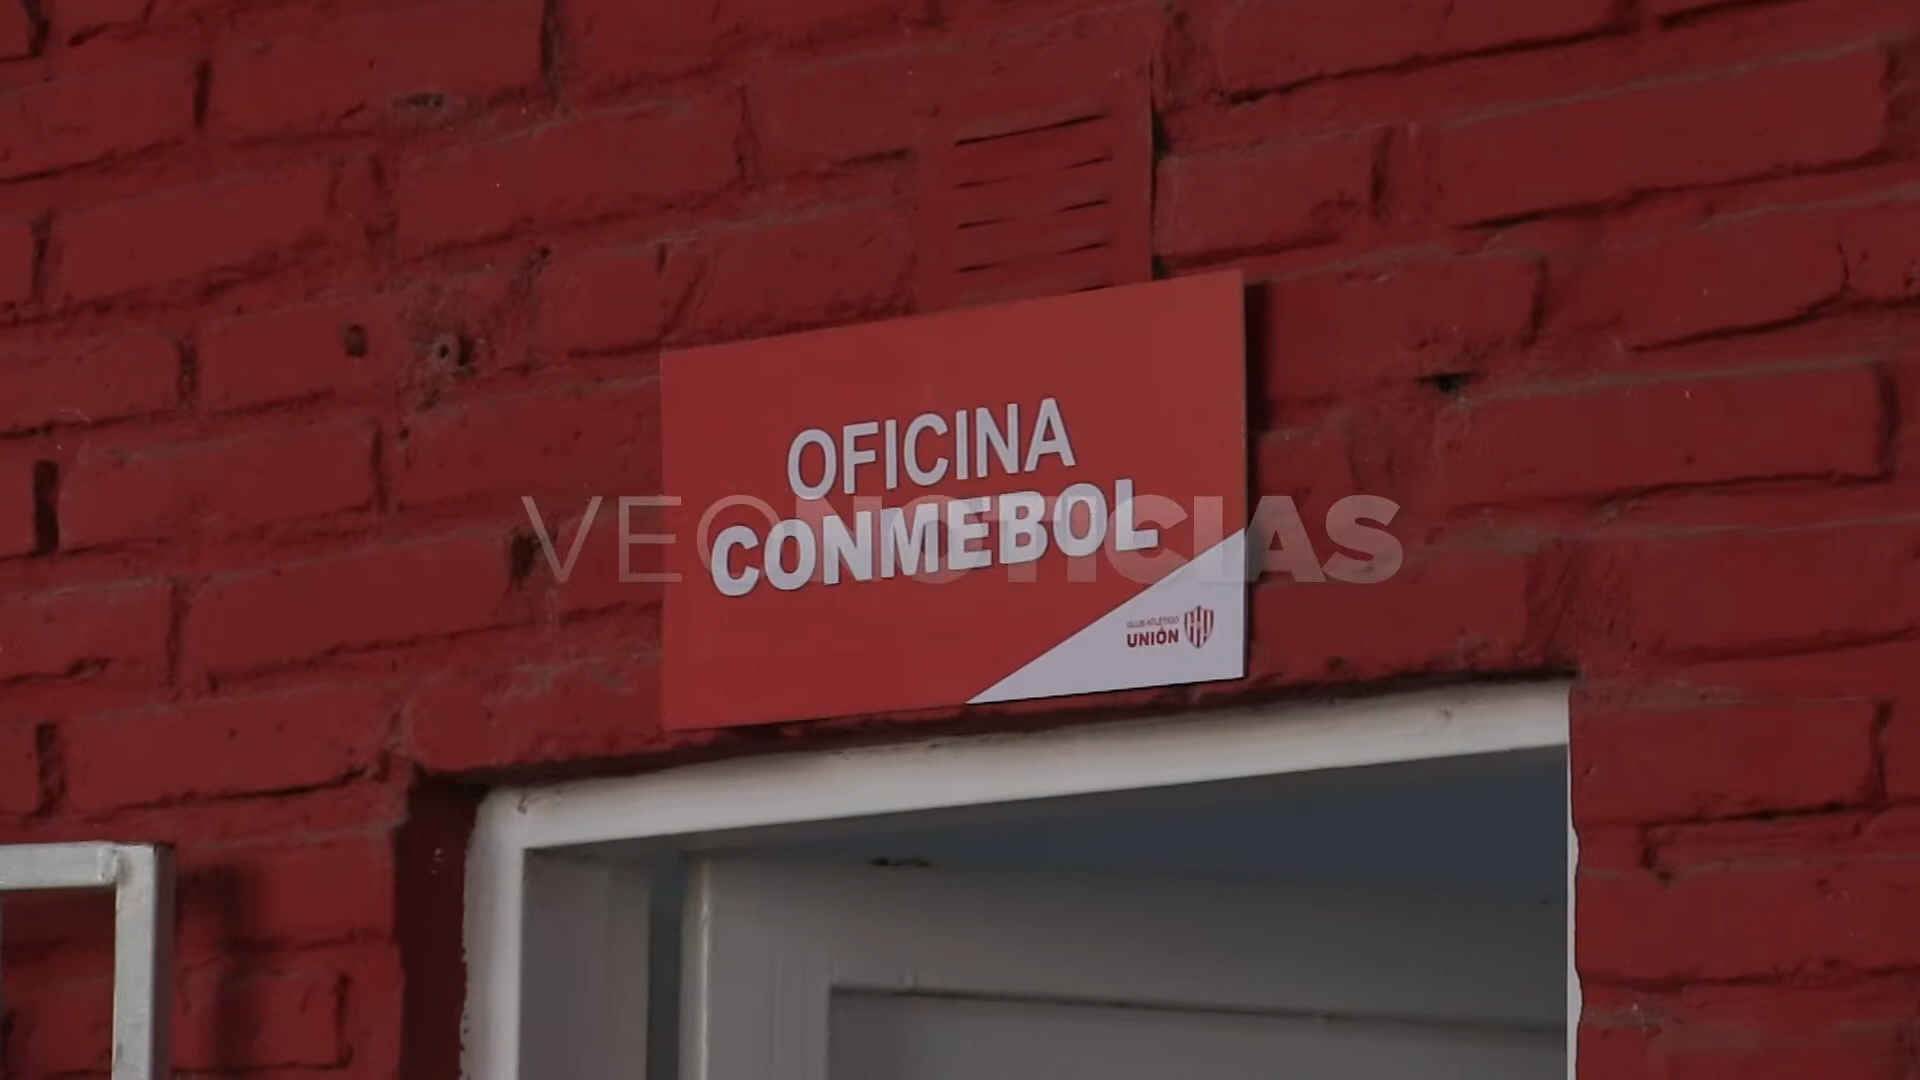 OFICINA
CONMEBOL
VEONOTICIAS
CLUB ATLÉTICO
UNIÓN